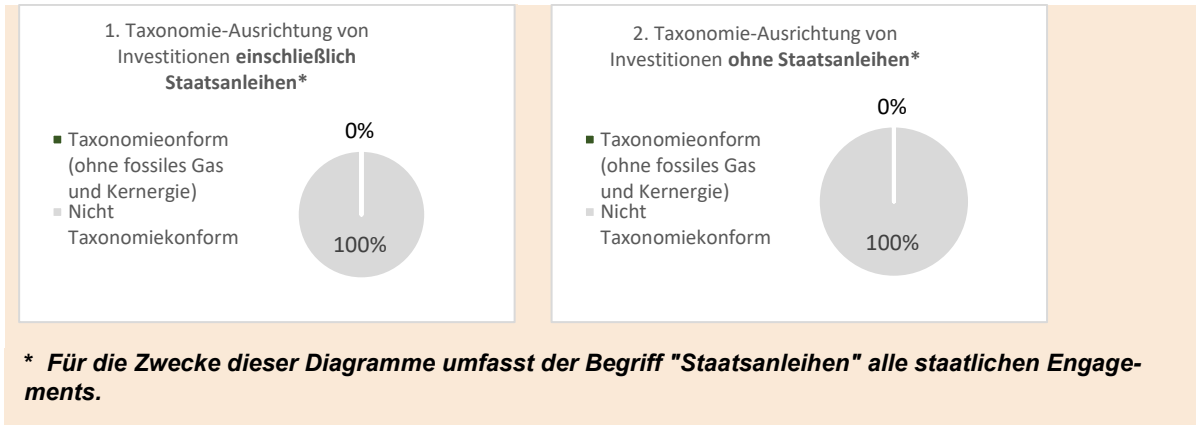 1. Taxonomie-Ausrichtung von
Investitionen einschließlich
Staatsanleihen*
Taxonomieonform
(ohne fossiles Gas
und Kernergie)
Nicht
Taxonomiekonform
0%
100%
2. Taxonomie-Ausrichtung von
Investitionen ohne Staatsanleihen*
Taxonomieonform
(ohne fossiles Gas
und Kernergie)
Nicht
Taxonomiekonform
0%
100%
* Für die Zwecke dieser Diagramme umfasst der Begriff "Staatsanleihen" alle staatlichen Engage-
ments.